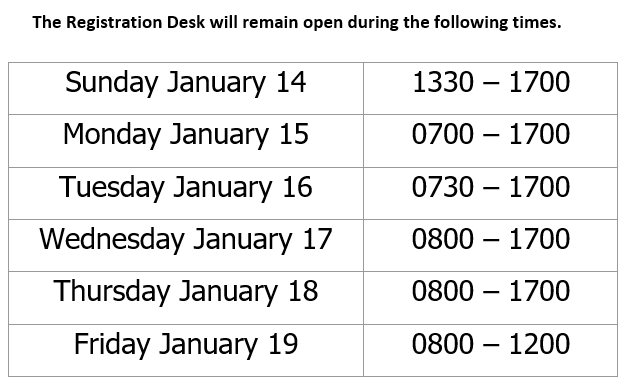 The Registration Desk will remain open during the following times.
Sunday January 14 1330 – 1700
Monday January 15 0700 – 1700
Tuesday January 16 0730 – 1700
Wednesday January 17 0800 – 1700
Thursday January 18 0800 – 1700
Friday January 19 0800 – 1200